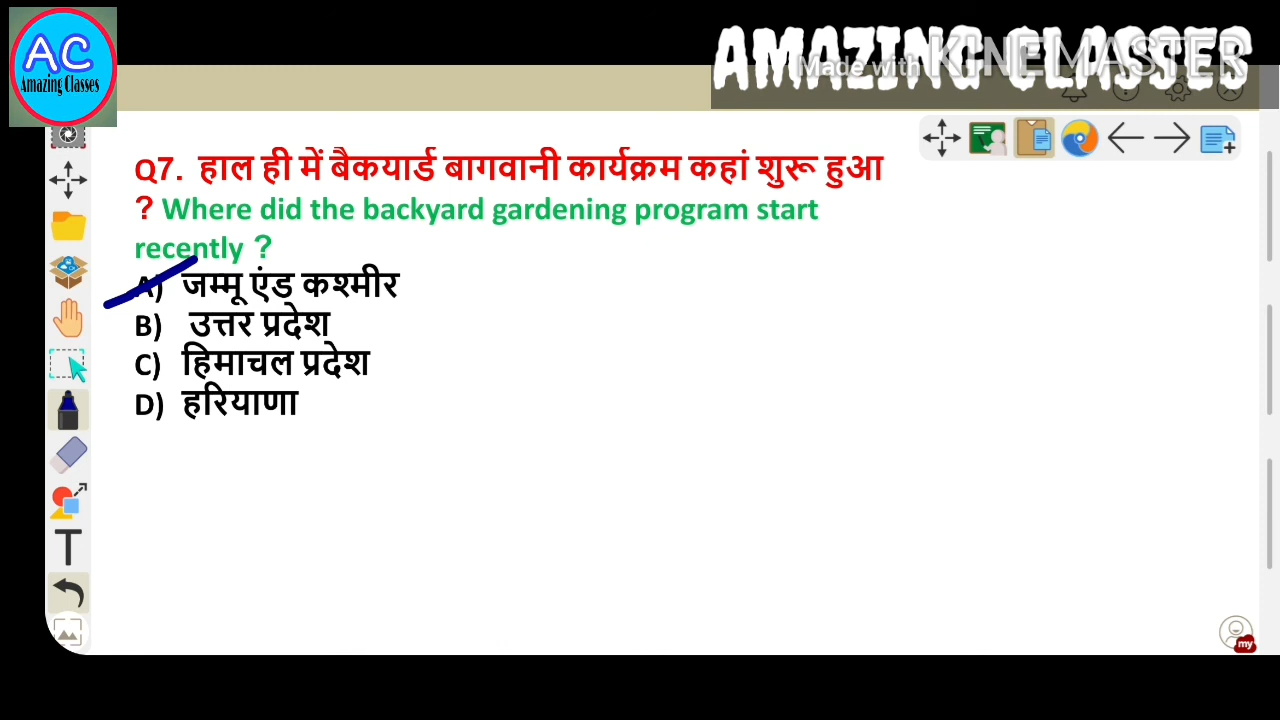 AC
Amazing Classes
AMAZING CLASSES
Made with KINEMASTER
Q7. हाल ही में बैकयार्ड बागवानी कार्यक्रम कहां शुरू हुआ
? Where did the backyard gardening program start
recently ?
A) जम्मू एंड कश्मीर
B) उत्तर प्रदेश
C) हिमाचल प्रदेश
D) हरियाणा
T
my